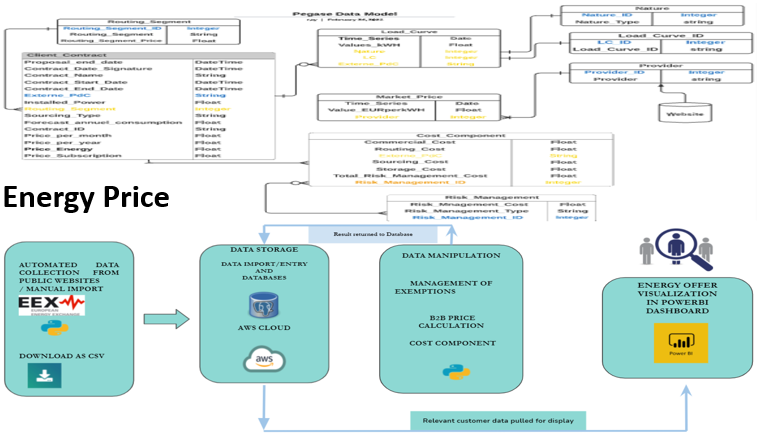 Pegase Data Model
Routing_Segment
Routing_Segment_ID Integer
Routing_Segment String
Routing_Segment_Price Float
Client_Contract
Proposal_end_date DateTime
Contract_Date_Signature DateTime
Contract_Name String
Contract_Start_Date DateTime
Contract_End_Date DateTime
Externe_PdC String
Installed_Power Float
Routing_Segment Integer
Sourcing_Type String
Forecast_annuel_consumption Float
Contract_ID String
Price_per_month Float
Price_per_year Float
Price_Energy Float
Price_Subscription Float
Load_Curve
Time_Series Date
Values_kWH Float
Nature Integer
LC Integer
Externe_PdC String
Market_Price
Time_Series Date
Value_EURperkWH Float
Provider Integer
Cost_Component
Commercial_Cost Float
Routing_Cost Float
Externe_PdC String
Sourcing_Cost Float
Storage_Cost Float
Total_Risk_Management_Cost Float
Risk_Management_ID Integer
Risk_Management
Risk_Mnagement_Cost Float
Risk_Management_Type String
Risk_Management_ID Integer
Nature
Nature_ID Integer
Nature_Type string
Load_Curve_ID
LC_ID Integer
Load_Curve_ID string
Provider
Provider_ID Integer
Provider string
Website
Energy Price
Result returned to Database
AUTOMATED DATA
COLLECTION FROM
PUBLIC WEBSITES
/ MANUAL IMPORT
EEX
EUROPEAN
ENERGY EXCHANGE
DOWNLOAD AS CSV
DATA STORAGE
DATA IMPORT/ENTRY
AND
DATABASES
AWS CLOUD
aws
DATA MANIPULATION
MANAGEMENT OF
EXEMPTIONS
B2B PRICE
CALCULATION
COST COMPONENT
ENERGY OFFER
VISUALIZATION
IN POWERBI
DASHBOARD
Power BI
Relevant customer data pulled for display